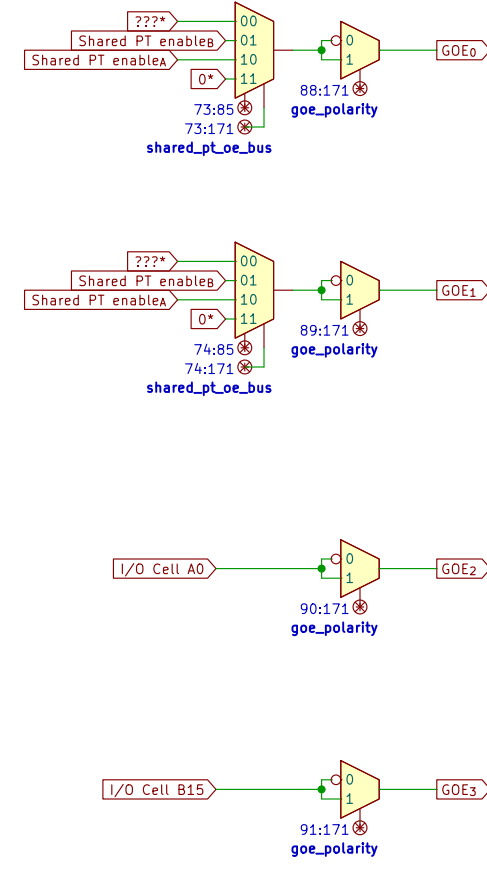 ???*
00
Shared PT enableB
01
Shared PT enableA
10
0*
11
73:85
73:171
shared_pt_oe_bus
0
1
88:171
goe_polarity
GOE0
???*
00
Shared PT enableB
01
Shared PT enableA
10
0*
11
74:85
74:171
shared_pt_oe_bus
0
1
89:171
goe_polarity
GOE1
I/O Cell A0
0
1
90:171
goe_polarity
GOE2
I/O Cell B15
0
1
91:171
goe_polarity
GOE3